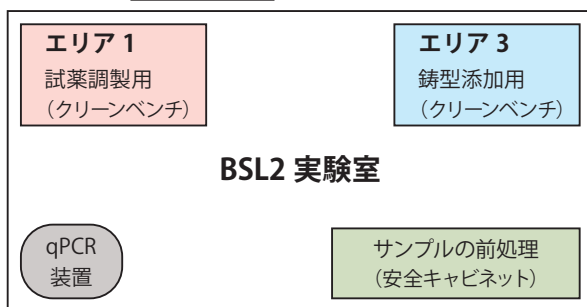 エリア 1
試薬調製用
（クリーンベンチ）
エリア 3
鋳型添加用
（クリーンベンチ）
BSL2 実験室
qPCR
装置
サンプルの前処理
（安全キャビネット）